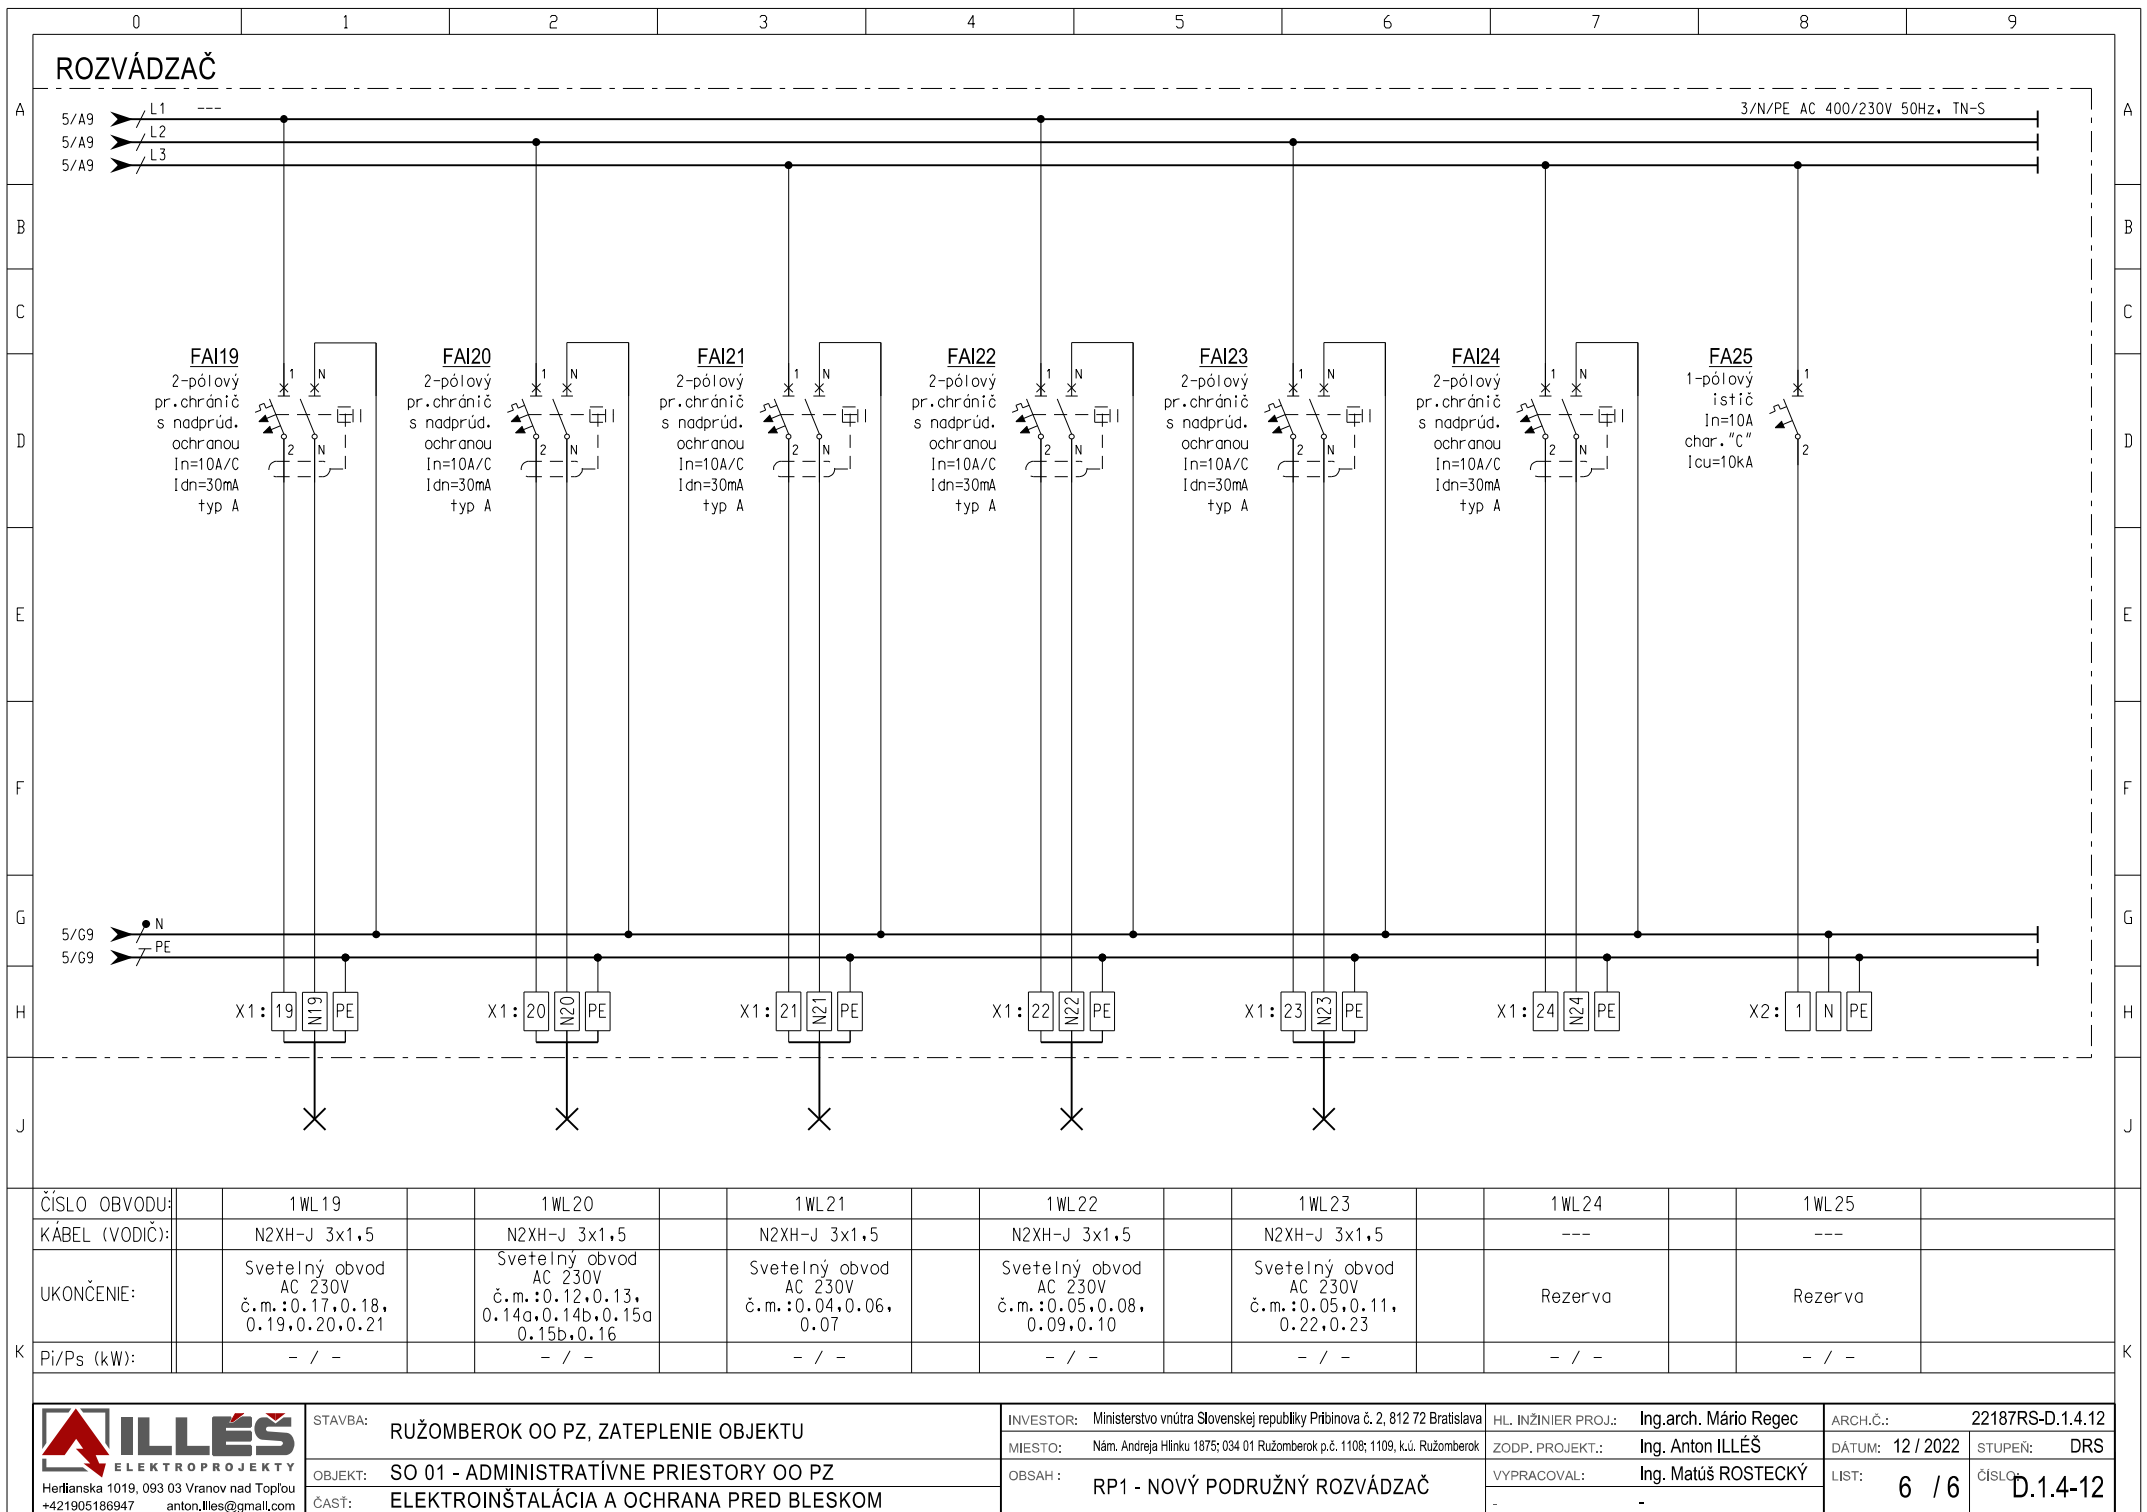 0 1 2 3 4 5 6 7 8 9
ROZVÁDZAČ
A A
5/A9 L1 --- 3/N/PE AC 400/230V 50Hz, TN-S
5/A9 L2
5/A9 L3
B B
C C
FAI19
2-pólový
pr.chránič
s nadprúd.
ochranou
In=10A/C
Idn=30mA
typ A
1 N
2 N
FAI20
2-pólový
pr.chránič
s nadprúd.
ochranou
In=10A/C
Idn=30mA
typ A
1 N
2 N
FAI21
2-pólový
pr.chránič
s nadprúd.
ochranou
In=10A/C
Idn=30mA
typ A
1 N
2 N
FAI22
2-pólový
pr.chránič
s nadprúd.
ochranou
In=10A/C
Idn=30mA
typ A
1 N
2 N
FAI23
2-pólový
pr.chránič
s nadprúd.
ochranou
In=10A/C
Idn=30mA
typ A
1 N
2 N
FAI24
2-pólový
pr.chránič
s nadprúd.
ochranou
In=10A/C
Idn=30mA
typ A
1 N
2 N
FA25
1-pólový
istič
In=10A
char."C"
Icu=10kA
1
2
D D
E E
F F
G G
5/G9 N
5/G9 PE
H X1: 19 N19 PE X1: 20 N20 PE X1: 21 N21 PE X1: 22 N22 PE X1: 23 N23 PE X1: 24 N24 PE X2: 1 N PE H
J J
ČÍSLO OBVODU: 1WL19 1WL20 1WL21 1WL22 1WL23 1WL24 1WL25
KÁBEL (VODIČ): N2XH-J 3x1,5 N2XH-J 3x1,5 N2XH-J 3x1,5 N2XH-J 3x1,5 N2XH-J 3x1,5 --- ---
UKONČENIE:
Svetelný obvod
AC 230V
č.m.:0.17,0.18,
0.19,0.20,0.21
Svetelný obvod
AC 230V
č.m.:0.12,0.13,
0.14a,0.14b,0.15a
0.15b,0.16
Svetelný obvod
AC 230V
č.m.:0.04,0.06,
0.07
Svetelný obvod
AC 230V
č.m.:0.05,0.08,
0.09,0.10
Svetelný obvod
AC 230V
č.m.:0.05,0.11,
0.22,0.23
Rezerva
Rezerva
K Pi/Ps (kW): - / - - / - - / - - / - - / - - / - - / - K
ILLÉŠ
ELEKTROPROJEKTY
Herlianska 1019, 093 03 Vranov nad Topľou
+421905186947 anton.illes@gmail.com
STAVBA: RUŽOMBEROK OO PZ, ZATEPLENIE OBJEKTU
OBJEKT: SO 01 - ADMINISTRATÍVNE PRIESTORY OO PZ
ČASŤ: ELEKTROINŠTALÁCIA A OCHRANA PRED BLESKOM
INVESTOR: Ministerstvo vnútra Slovenskej republiky Pribinova č. 2, 812 72 Bratislava
MIESTO: Nám. Andreja Hlinku 1875; 034 01 Ružomberok p.č. 1108; 1109, k.ú. Ružomberok
OBSAH : RP1 - NOVÝ PODRUŽNÝ ROZVÁDZAČ
HL. INŽINIER PROJ.: Ing.arch. Mário Regec
ZODP. PROJEKT.: Ing. Anton ILLÉŠ
VYPRACOVAL: Ing. Matúš ROSTECKÝ
- -
ARCH.Č.: 22187RS-D.1.4.12
DÁTUM: 12 / 2022 STUPEŇ: DRS
LIST: 6 / 6 ČÍSLO: D.1.4-12